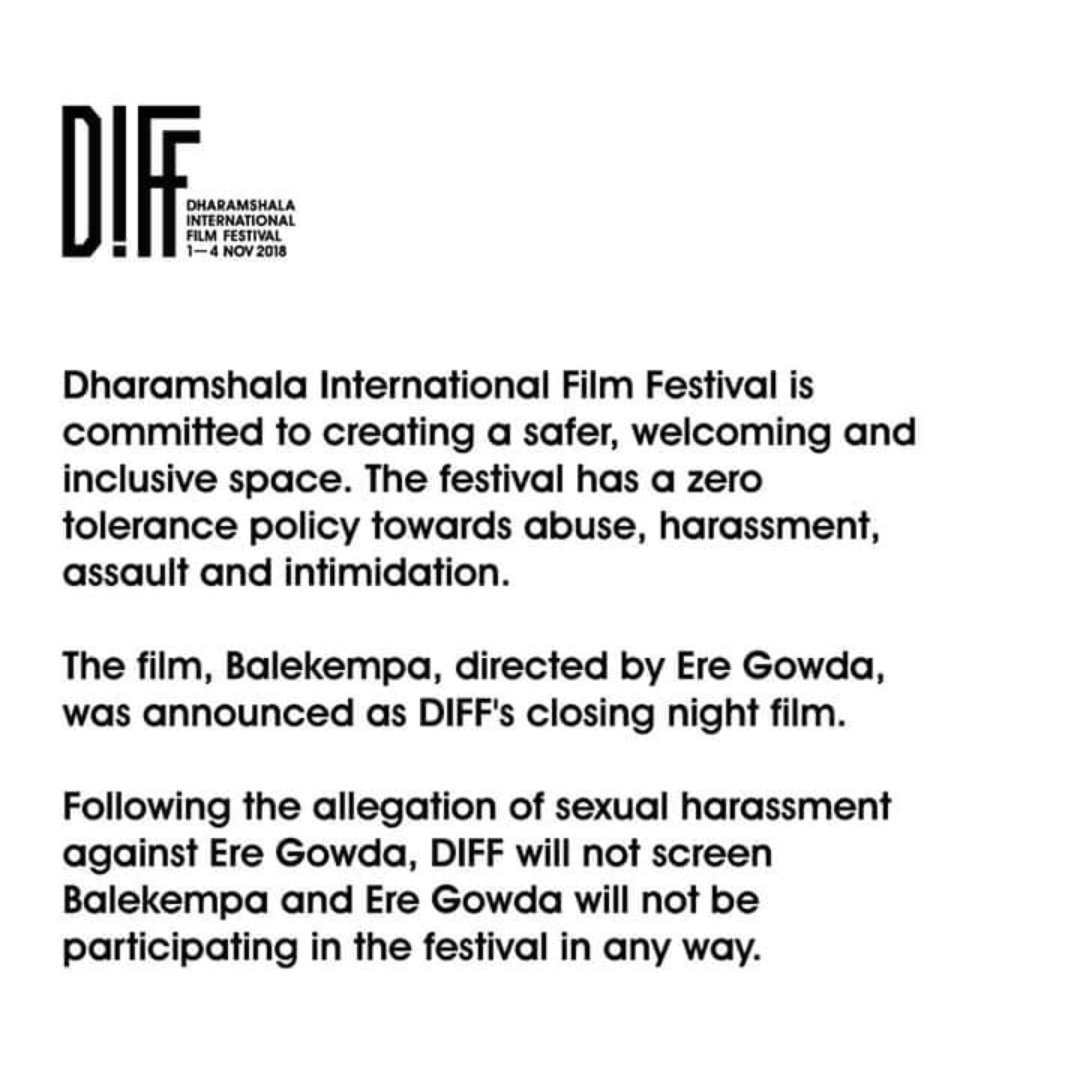 DIFF
DHARAMSHALA
INTERNATIONAL
FILM FESTIVAL
1—4 NOV 2018
Dharamshala International Film Festival is
committed to creating a safer, welcoming and
inclusive space. The festival has a zero
tolerance policy towards abuse, harassment,
assault and intimidation.
The film, Balekempa, directed by Ere Gowda,
was announced as DIFF's closing night film.
Following the allegation of sexual harassment
against Ere Gowda, DIFF will not screen
Balekempa and Ere Gowda will not be
participating in the festival in any way.